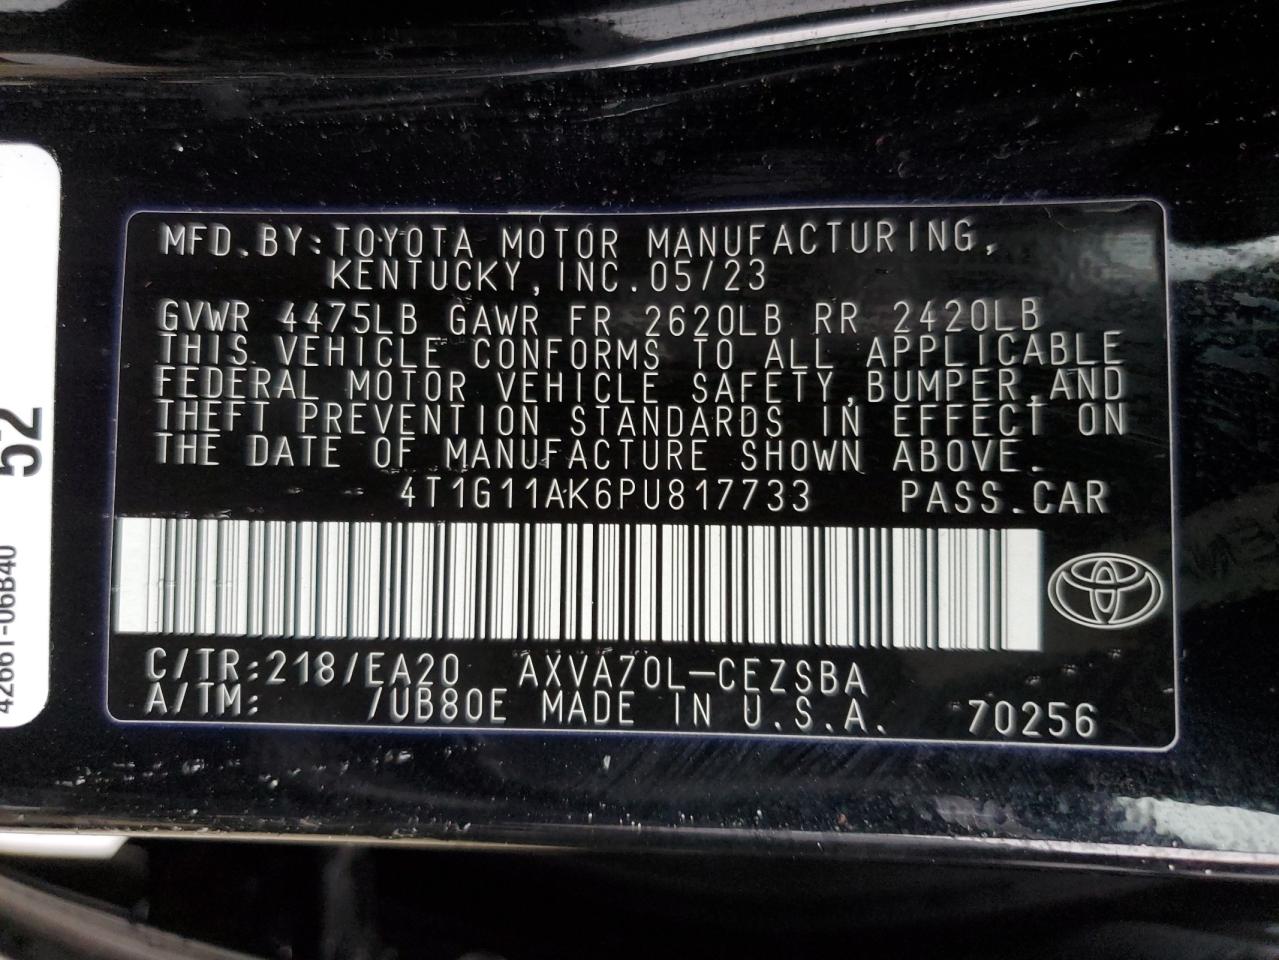 MFD.BY:TOYOTA MOTOR MANUFACTURING,
KENTUCKY,INC.05/23
GVWR 4475LB GAWR FR 2620LB RR 2420LB
THIS VEHICLE CONFORMS TO ALL APPLICABLE
FEDERAL MOTOR VEHICLE SAFETY,BUMPER,AND
THEFT PREVENTION STANDARDS IN EFFECT ON
THE DATE OF MANUFACTURE SHOWN ABOVE.
4T1G11AK6PU817733 PASS.CAR
C/TR:218/EA20 AXVA70L-CEZSBA
A/TM: /UB80E MADE IN U.S.A. 70256
52
42661-06B40